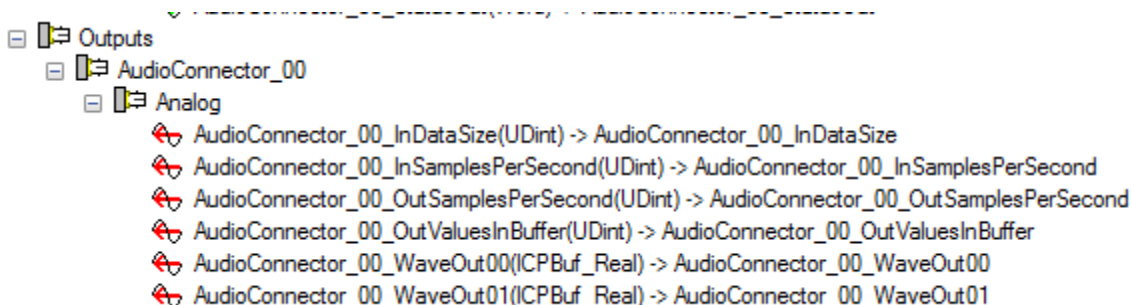 Outputs
AudioConnector_00
Analog
AudioConnector_00_InDataSize(UDint) -> AudioConnector_00_InDataSize
AudioConnector_00_InSamplesPerSecond(UDint) -> AudioConnector_00_InSamplesPerSecond
AudioConnector_00_OutSamplesPerSecond(UDint) -> AudioConnector_00_OutSamplesPerSecond
AudioConnector_00_OutValuesInBuffer(UDint) -> AudioConnector_00_OutValuesInBuffer
AudioConnector_00_WaveOut00(ICPBuf_Real) -> AudioConnector_00_WaveOut00
AudioConnector_00_WaveOut01(ICPBuf_Real) -> AudioConnector_00_WaveOut01